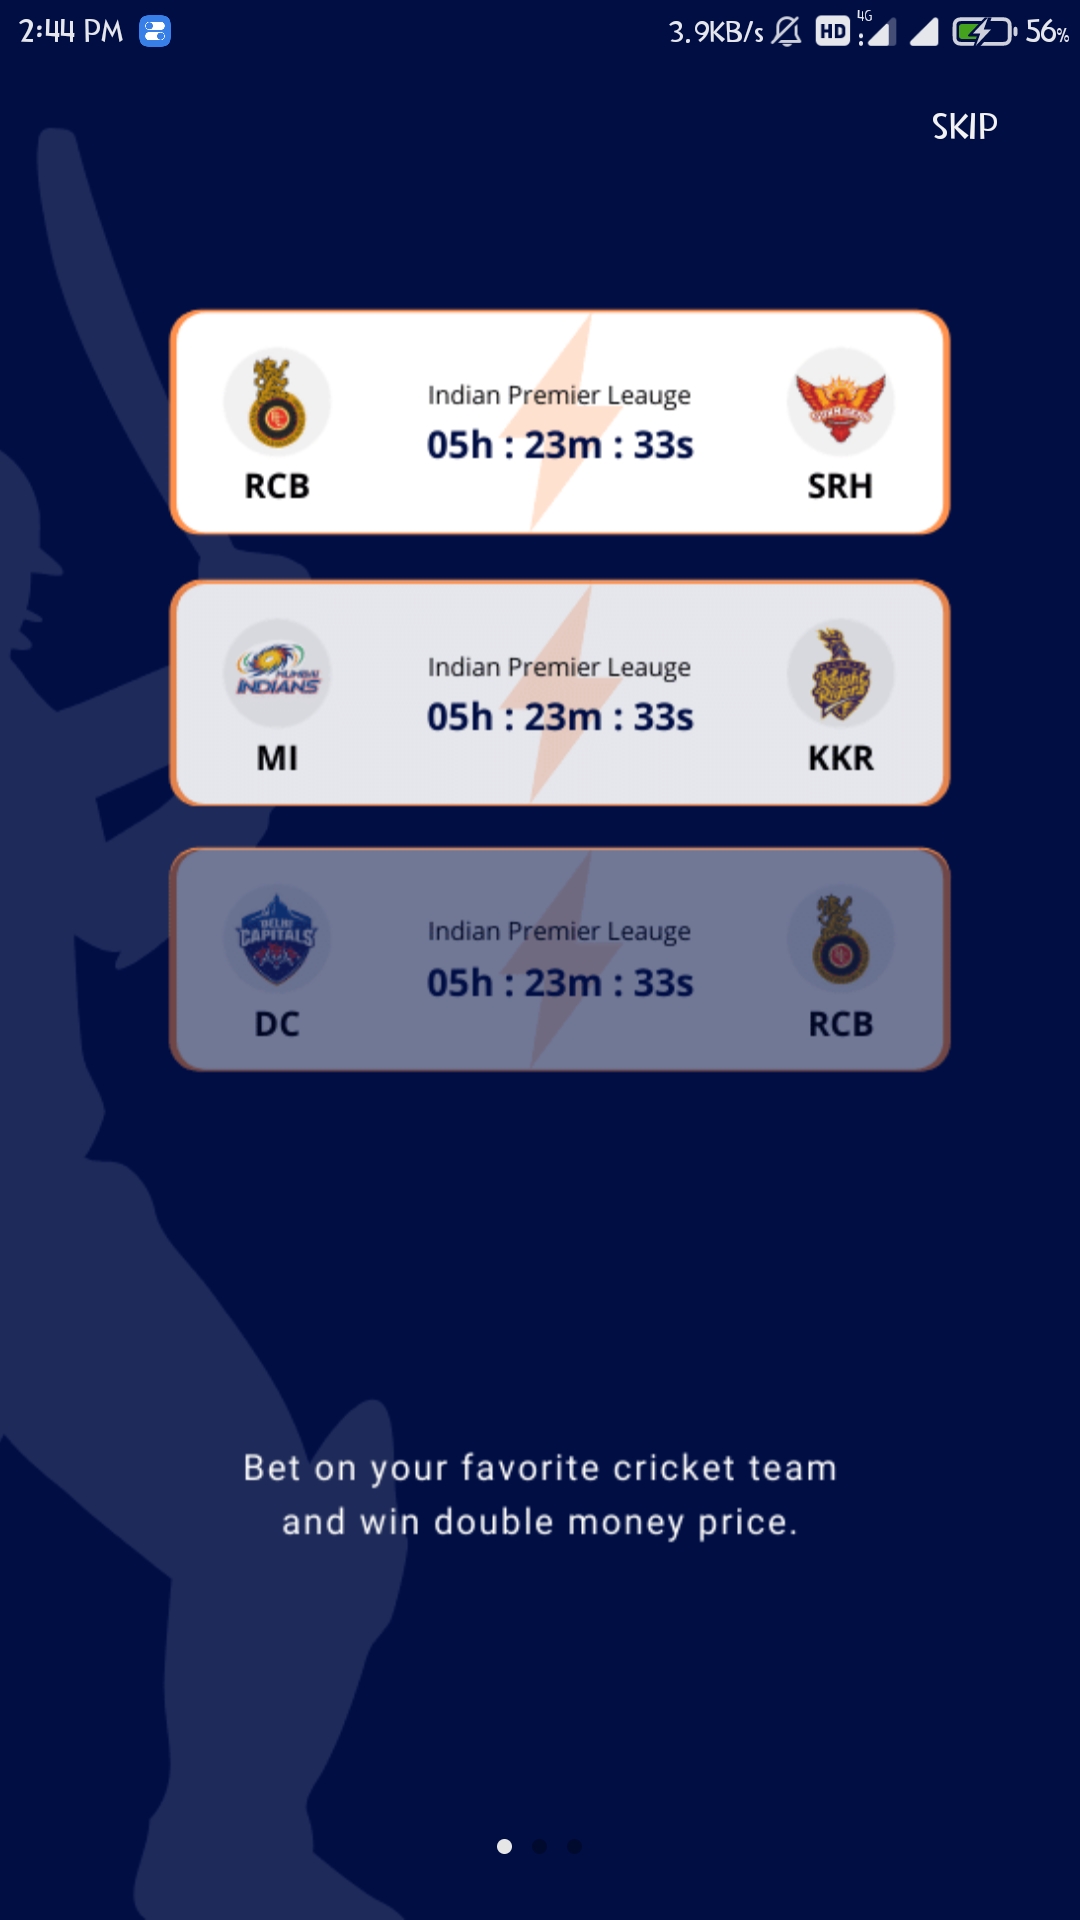 2:44 PM 3.9KB/s HD 4G 56%
SKIP
Indian Premier Leauge
05h : 23m : 33s
RCB SRH
MUMBAI
INDIANS
Indian Premier Leauge
Knight
Riders
05h : 23m : 33s
MI KKR
DELHI
CAPITALS
Indian Premier Leauge
05h : 23m : 33s
DC RCB
Bet on your favorite cricket team
and win double money price.